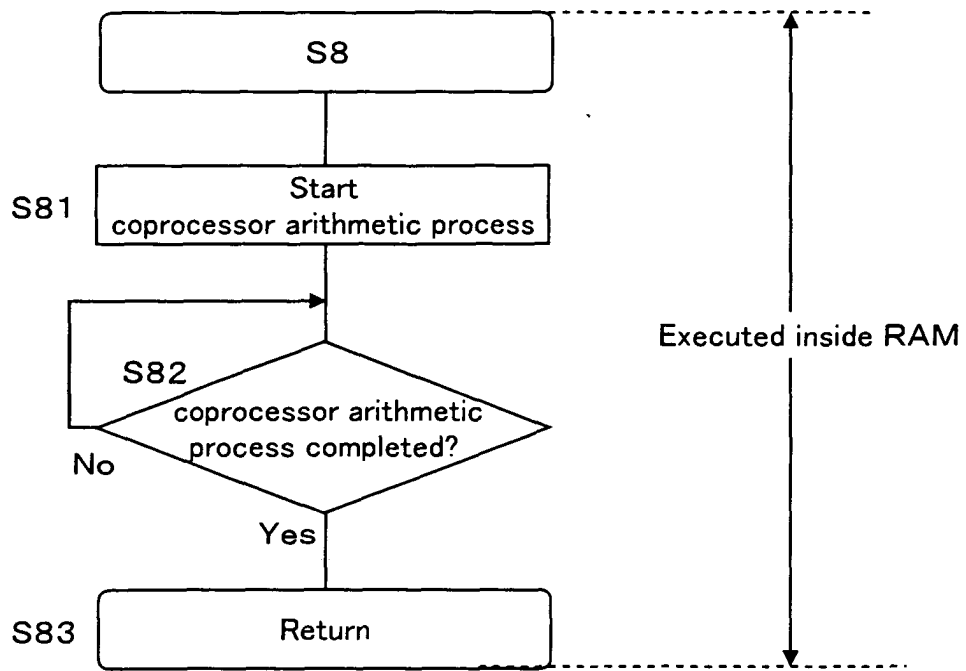 S8
S81
Start
coprocessor arithmetic process
Executed inside RAM
S82
coprocessor arithmetic
process completed?
No
Yes
S83
Return